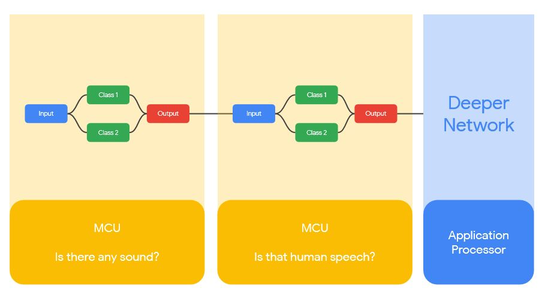 Input
Class 1
Class 2
Output
Input
Class 1
Class 2
Output
Deeper
Network
MCU
Is there any sound?
MCU
Is that human speech?
Application
Processor